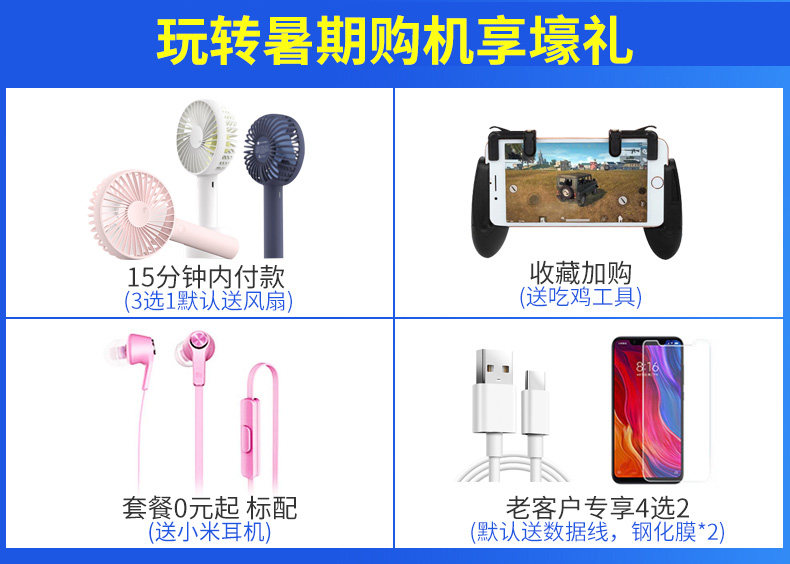 玩转暑期购机享壕礼
15分钟内付款
(3选1默认送风扇)
收藏加购
(送吃鸡工具)
套餐0元起 标配
(送小米耳机)
8:16
老客户专享4选2
(默认送数据线，钢化膜*2)